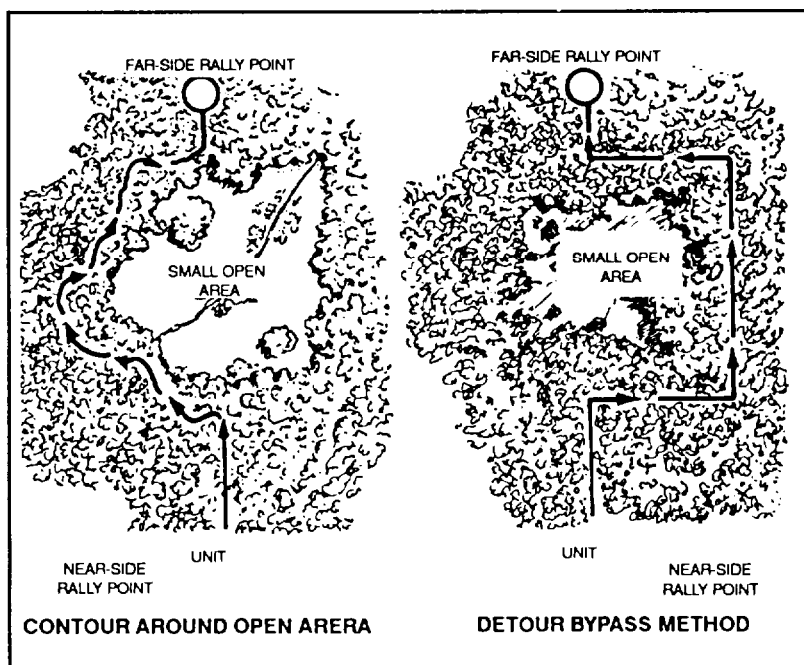 FAR-SIDE RALLY POINT
SMALL OPEN
AREA
UNIT
NEAR-SIDE
RALLY POINT
CONTOUR AROUND OPEN ARERA
FAR-SIDE RALLY POINT
SMALL OPEN
AREA
UNIT
NEAR-SIDE
RALLY POINT
DETOUR BYPASS METHOD